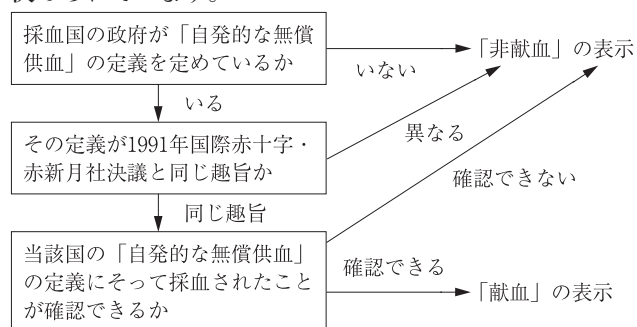 採血国の政府が「自発的な無償
供血」の定義を定めているか
「非献血」の表示
いない
いる
異なる
その定義が1991年国際赤十字・
赤新月社決議と同じ趣旨か
確認できない
同じ趣旨
当該国の「自発的な無償供血」
の定義にそって採血されたこと
が確認できるか
確認できる
「献血」の表示